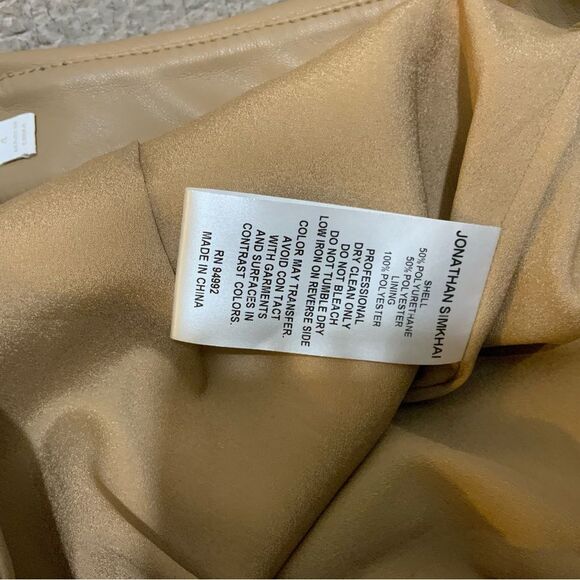 JONATHAN SIMKHAI
SHELL
50% POLYURETHANE
50% POLYESTER
LINING
100% POLYESTER
PROFESSIONAL
DRY CLEAN ONLY
DO NOT BLEACH
DO NOT TUMBLE DRY
LOW IRON ON REVERSE SIDE
COLOR MAY TRANSFER.
AVOID CONTACT
WITH GARMENTS
AND SURFACES IN
CONTRAST COLORS.
RN 94992
MADE IN CHINA